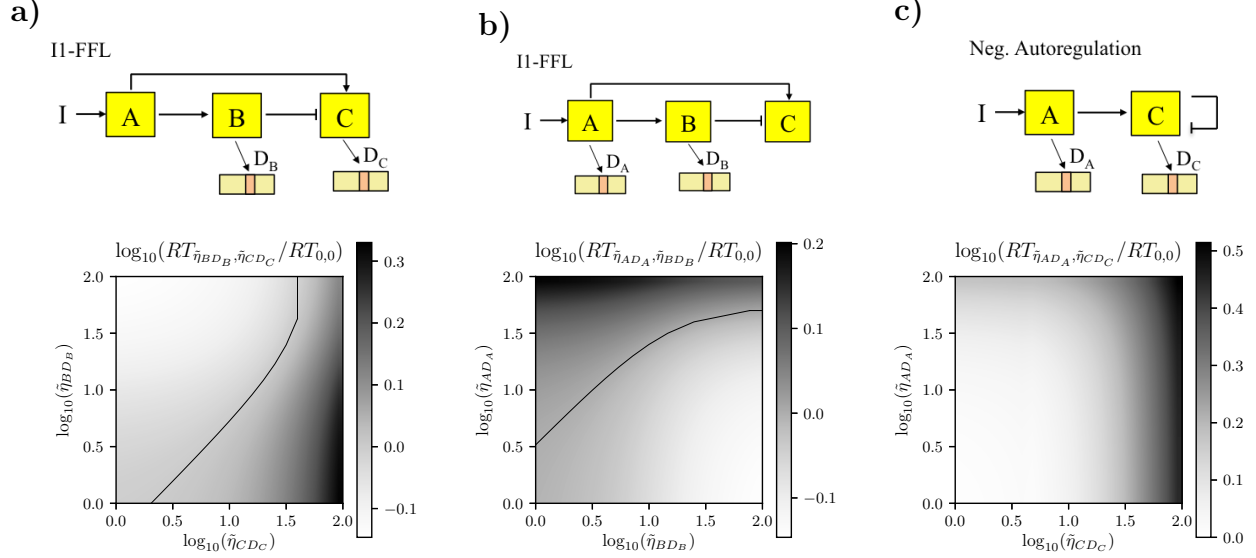 a)
I1-FFL
I
A
B
C
D_B
D_C
log₁₀(RT_{η̃_{BD_B},η̃_{CD_C}}/RT_{0,0})
2.0
1.5
1.0
0.5
0.0
log₁₀(η̃_{BD_B})
0.0 0.5 1.0 1.5 2.0
log₁₀(η̃_{CD_C})
0.3
0.2
0.1
0.0
−0.1
b)
I1-FFL
I
A
B
C
D_A
D_B
log₁₀(RT_{η̃_{AD_A},η̃_{BD_B}}/RT_{0,0})
2.0
1.5
1.0
0.5
0.0
log₁₀(η̃_{AD_A})
0.0 0.5 1.0 1.5 2.0
log₁₀(η̃_{BD_B})
0.2
0.1
0.0
−0.1
c)
Neg. Autoregulation
I
A
C
D_A
D_C
log₁₀(RT_{η̃_{AD_A},η̃_{CD_C}}/RT_{0,0})
2.0
1.5
1.0
0.5
0.0
log₁₀(η̃_{AD_A})
0.0 0.5 1.0 1.5 2.0
log₁₀(η̃_{CD_C})
0.5
0.4
0.3
0.2
0.1
0.0